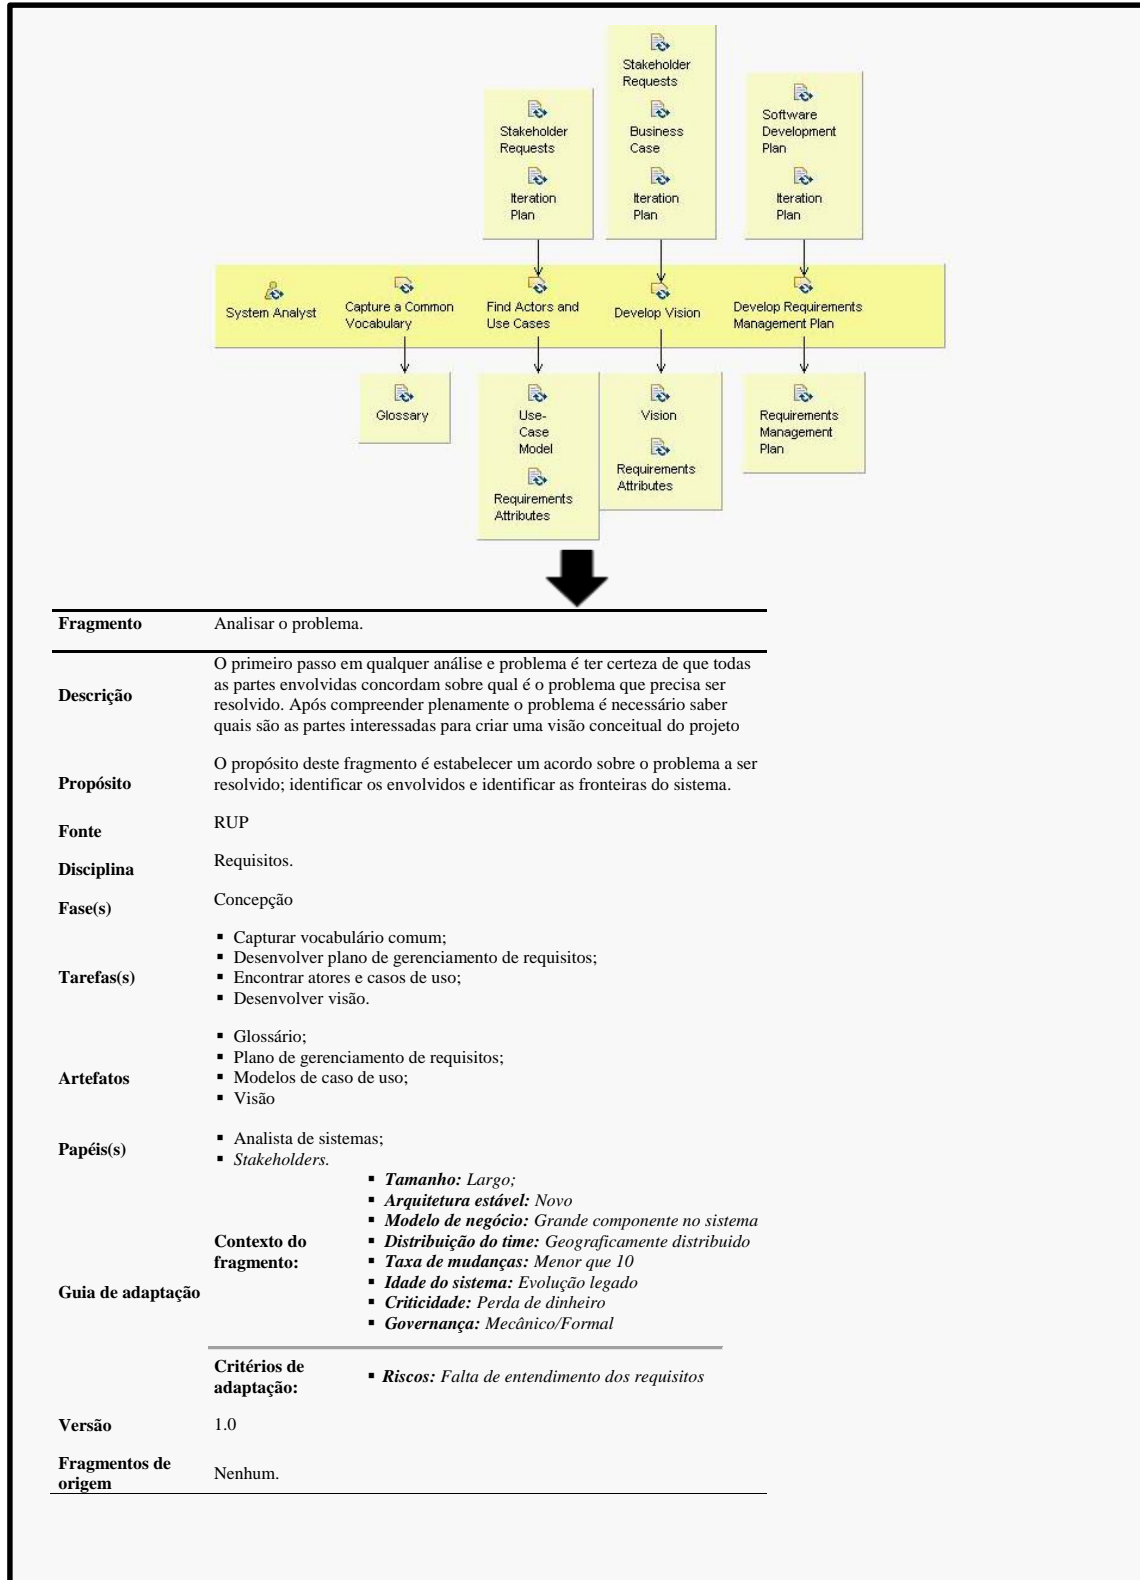 Stakeholder
Requests
Iteration
Plan
Stakeholder
Requests
Business
Case
Iteration
Plan
Software
Development
Plan
Iteration
Plan
System Analyst
Capture a Common
Vocabulary
Find Actors and
Use Cases
Develop Vision
Develop Requirements
Management Plan
Glossary
Use-
Case
Model
Requirements
Attributes
Vision
Requirements
Attributes
Requirements
Management
Plan
Fragmento
Analisar o problema.
Descrição
O primeiro passo em qualquer análise e problema é ter certeza de que todas
as partes envolvidas concordam sobre qual é o problema que precisa ser
resolvido. Após compreender plenamente o problema é necessário saber
quais são as partes interessadas para criar uma visão conceitual do projeto
Propósito
O propósito deste fragmento é estabelecer um acordo sobre o problema a ser
resolvido; identificar os envolvidos e identificar as fronteiras do sistema.
Fonte
RUP
Disciplina
Requisitos.
Fase(s)
Concepção
Tarefas(s)
▪ Capturar vocabulário comum;
▪ Desenvolver plano de gerenciamento de requisitos;
▪ Encontrar atores e casos de uso;
▪ Desenvolver visão.
Artefatos
▪ Glossário;
▪ Plano de gerenciamento de requisitos;
▪ Modelos de caso de uso;
▪ Visão
Papéis(s)
▪ Analista de sistemas;
▪ Stakeholders.
Guia de adaptação
Contexto do
fragmento:
▪ Tamanho: Largo;
▪ Arquitetura estável: Novo
▪ Modelo de negócio: Grande componente no sistema
▪ Distribuição do time: Geograficamente distribuido
▪ Taxa de mudanças: Menor que 10
▪ Idade do sistema: Evolução legado
▪ Criticidade: Perda de dinheiro
▪ Governança: Mecânico/Formal
Critérios de
adaptação:
▪ Riscos: Falta de entendimento dos requisitos
Versão
1.0
Fragmentos de
origem
Nenhum.